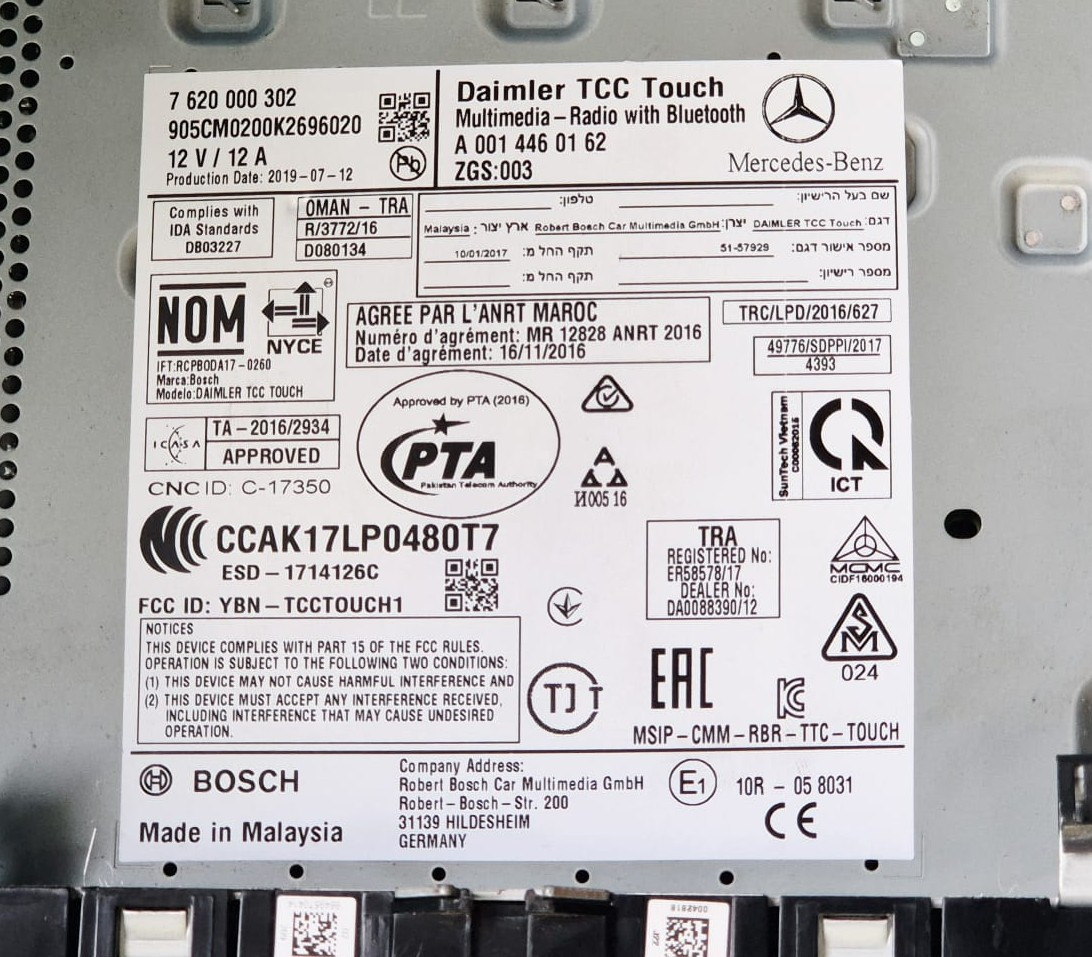 7 620 000 302
905CM0200K2696020
12 V / 12 A
Production Date: 2019-07-12
Pb
Daimler TCC Touch
Multimedia – Radio with Bluetooth
A 001 446 01 62
ZGS:003
Mercedes-Benz
Complies with
IDA Standards
DB03227
OMAN – TRA
R/3772/16
D080134
שם בעל הרישיון: טלפון:
דגם: DAIMLER TCC Touch יצרן: Robert Bosch Car Multimedia GmbH ארץ יצור: Malaysia
מספר אישור דגם: 51-57929 תקף החל מ: 10/01/2017
מספר רישיון: תקף החל מ:
NOM
NYCE
IFT:RCPBODA17-0260
Marca:Bosch
Modelo:DAIMLER TCC TOUCH
AGREE PAR L'ANRT MAROC
Numéro d'agrément: MR 12828 ANRT 2016
Date d'agrément: 16/11/2016
TRC/LPD/2016/627
49776/SDPPI/2017
4393
ICASA
TA – 2016/2934
APPROVED
CNC ID: C-17350
Approved by PTA (2016)
PTA
Pakistan Telecom Authority
И005 16
SunTech Vietnam
C00062015
ICT
CCAK17LP0480T7
ESD – 1714126C
FCC ID: YBN – TCCTOUCH1
TRA
REGISTERED No:
ER58578/17
DEALER No:
DA0088390/12
MCMC
CIDF16000194
SM
024
NOTICES
THIS DEVICE COMPLIES WITH PART 15 OF THE FCC RULES.
OPERATION IS SUBJECT TO THE FOLLOWING TWO CONDITIONS:
(1) THIS DEVICE MAY NOT CAUSE HARMFUL INTERFERENCE AND
(2) THIS DEVICE MUST ACCEPT ANY INTERFERENCE RECEIVED,
INCLUDING INTERFERENCE THAT MAY CAUSE UNDESIRED
OPERATION.
TJ T
EAC
MSIP – CMM – RBR – TTC – TOUCH
BOSCH
Made in Malaysia
Company Address:
Robert Bosch Car Multimedia GmbH
Robert – Bosch – Str. 200
31139 HILDESHEIM
GERMANY
E1
10R – 05 8031
CE